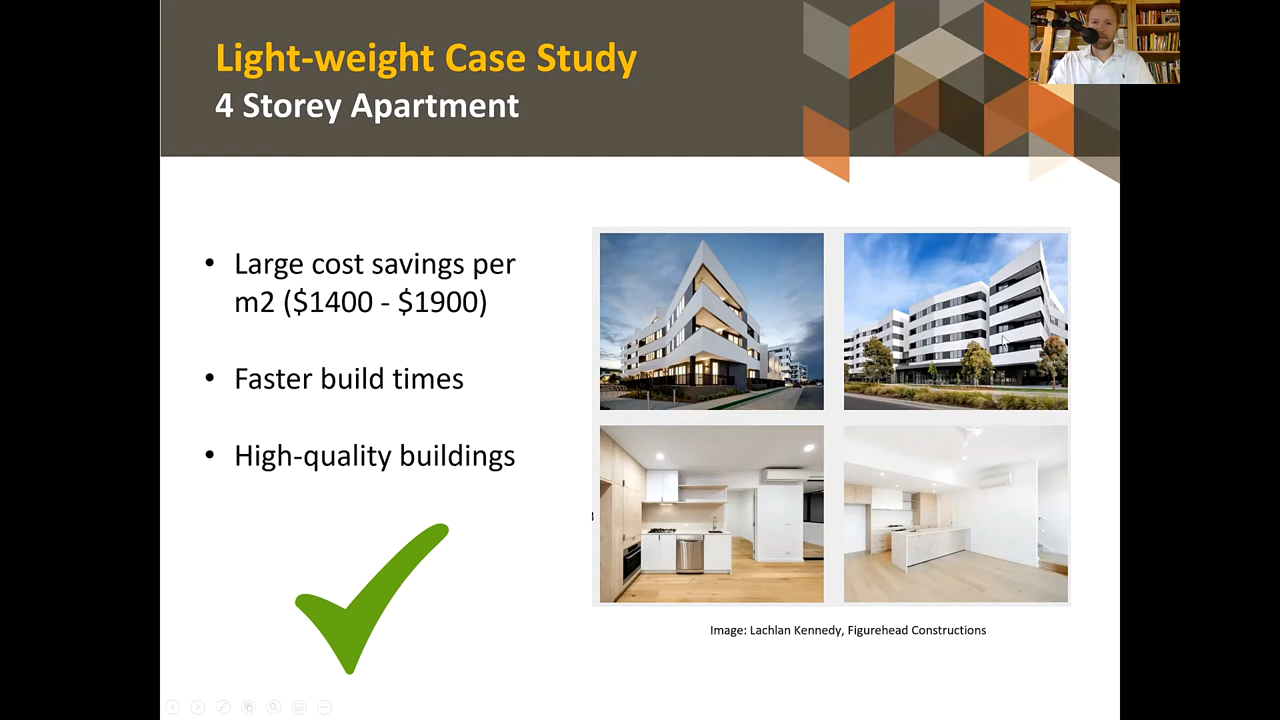 Light-weight Case Study
4 Storey Apartment
• Large cost savings per
m2 ($1400 - $1900)
• Faster build times
• High-quality buildings
Image: Lachlan Kennedy, Figurehead Constructions